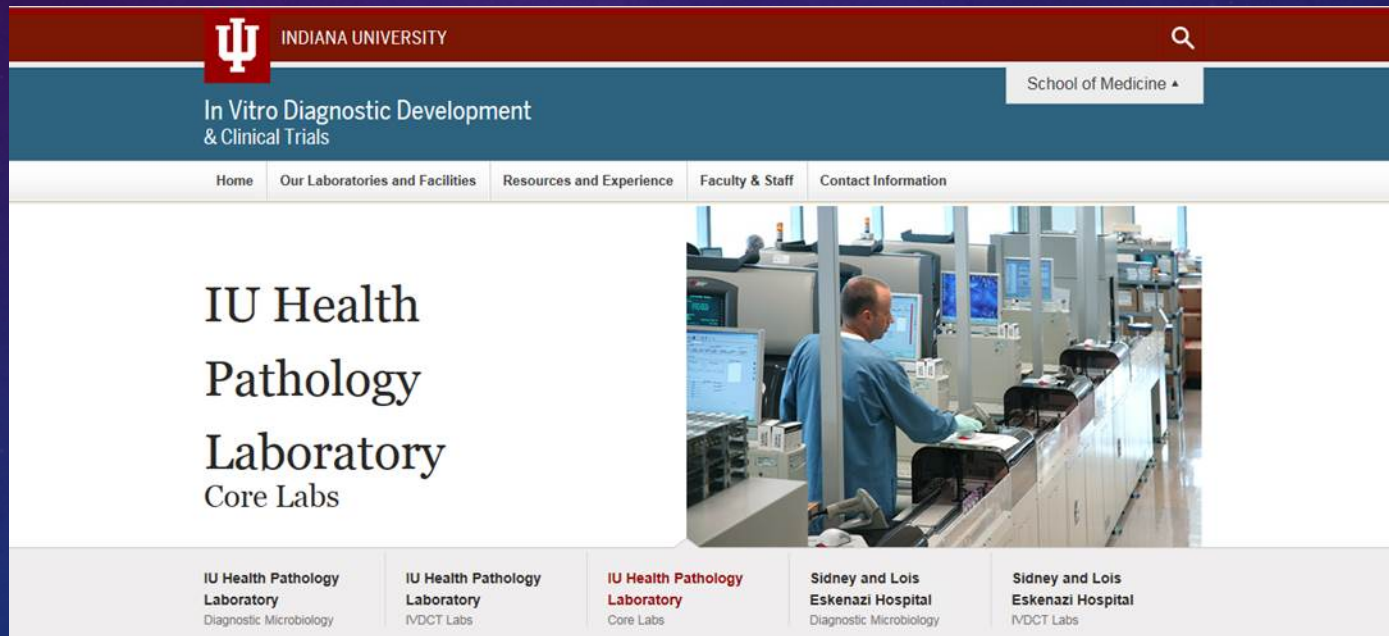 INDIANA UNIVERSITY
School of Medicine ▲
In Vitro Diagnostic Development
& Clinical Trials
Home Our Laboratories and Facilities Resources and Experience Faculty & Staff Contact Information
IU Health
Pathology
Laboratory
Core Labs
IU Health Pathology
Laboratory
Diagnostic Microbiology
IU Health Pathology
Laboratory
IVDCT Labs
IU Health Pathology
Laboratory
Core Labs
Sidney and Lois
Eskenazi Hospital
Diagnostic Microbiology
Sidney and Lois
Eskenazi Hospital
IVDCT Labs